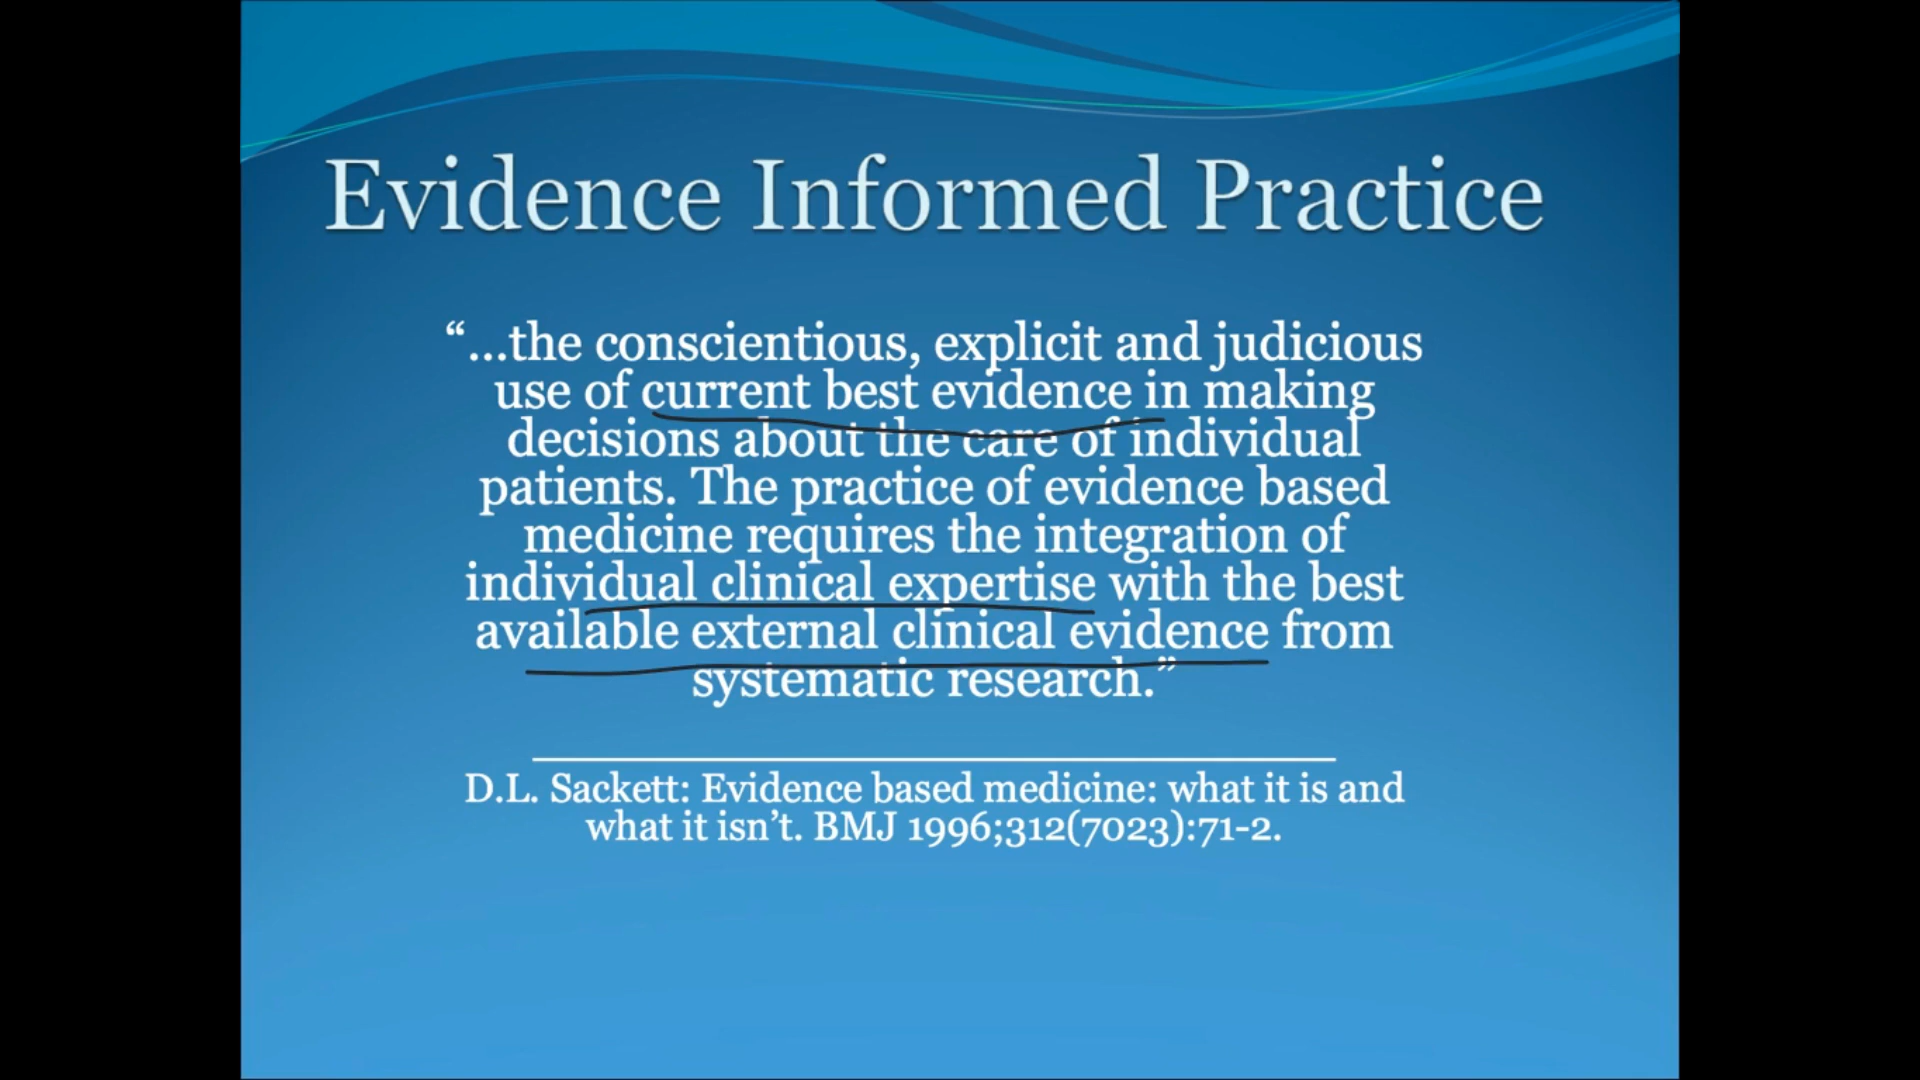 Evidence Informed Practice
“...the conscientious, explicit and judicious
use of current best evidence in making
decisions about the care of individual
patients. The practice of evidence based
medicine requires the integration of
individual clinical expertise with the best
available external clinical evidence from
systematic research.”
D.L. Sackett: Evidence based medicine: what it is and
what it isn’t. BMJ 1996;312(7023):71-2.